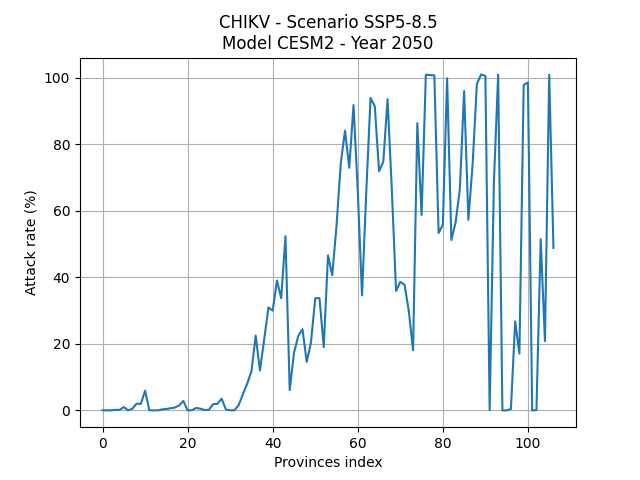 CHIKV - Scenario SSP5-8.5
Model CESM2 - Year 2050
Attack rate (%)
100
80
60
40
20
0
0 20 40 60 80 100
Provinces index